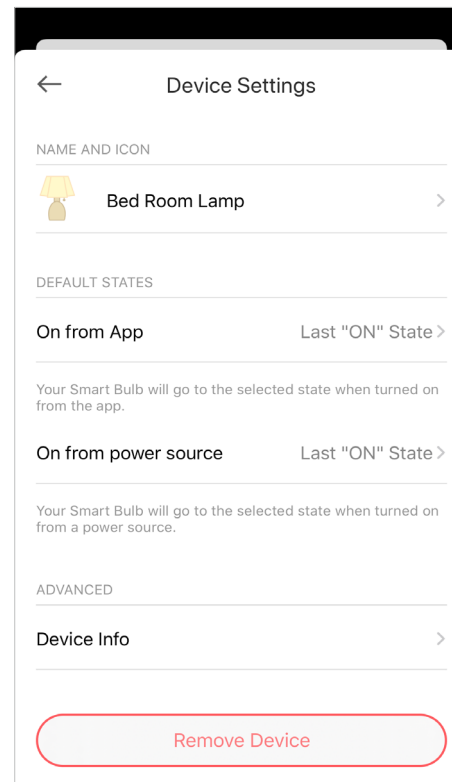 Device Settings
NAME AND ICON
Bed Room Lamp
DEFAULT STATES
On from App Last "ON" State
Your Smart Bulb will go to the selected state when turned on
from the app.
On from power source Last "ON" State
Your Smart Bulb will go to the selected state when turned on
from a power source.
ADVANCED
Device Info
Remove Device